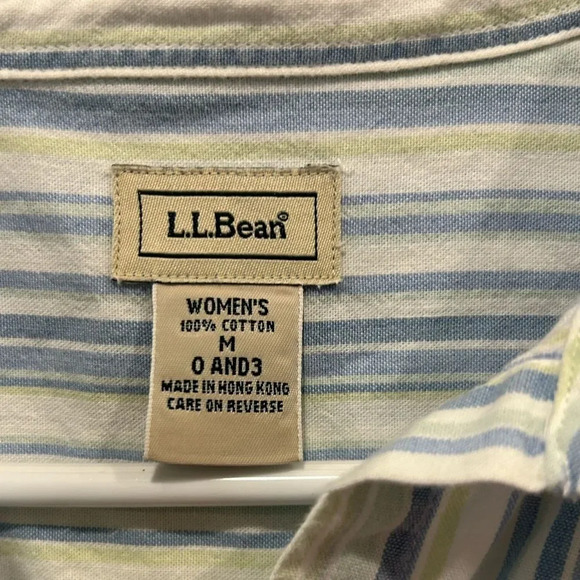 L.L.Bean®
WOMEN'S
100% COTTON
M
0 AND3
MADE IN HONG KONG
CARE ON REVERSE